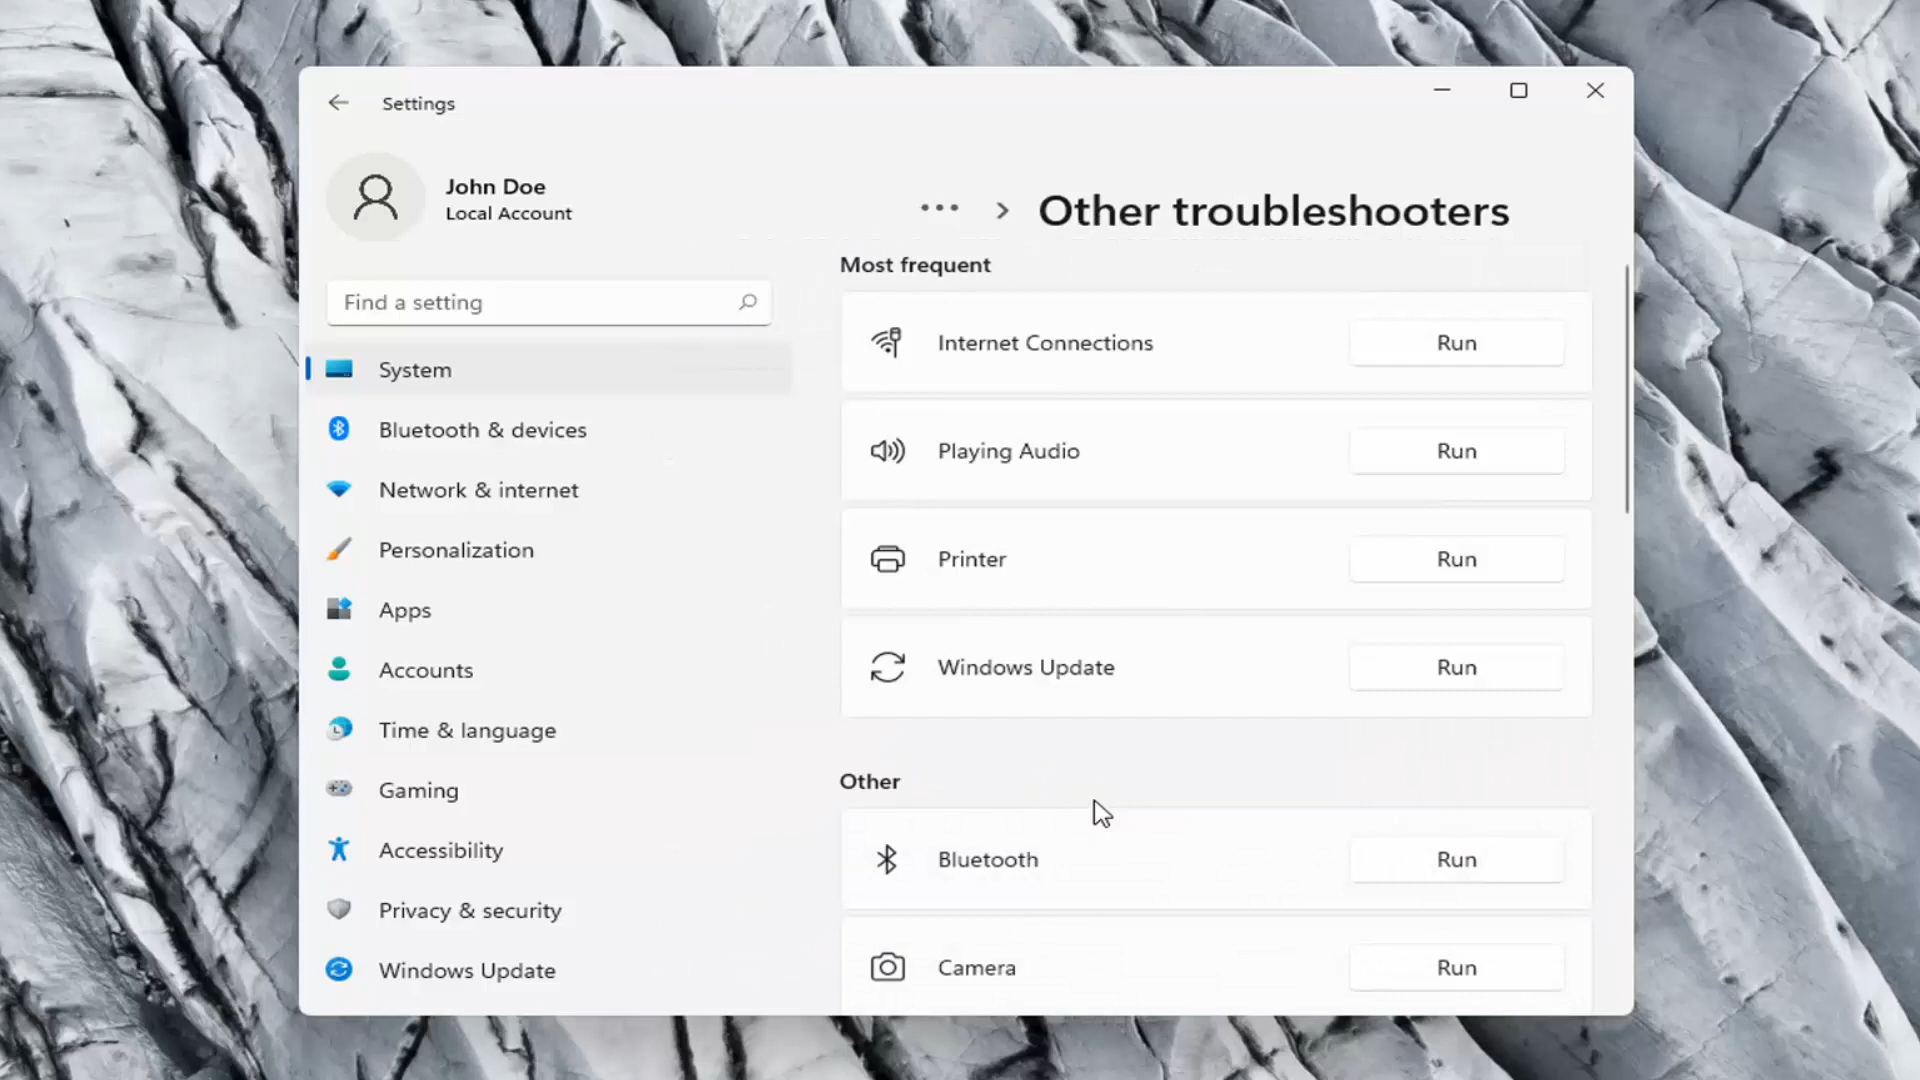 Settings
John Doe
Local Account
Find a setting
System
Bluetooth & devices
Network & internet
Personalization
Apps
Accounts
Time & language
Gaming
Accessibility
Privacy & security
Windows Update
... > Other troubleshooters
Most frequent
Internet Connections Run
Playing Audio Run
Printer Run
Windows Update Run
Other
Bluetooth Run
Camera Run